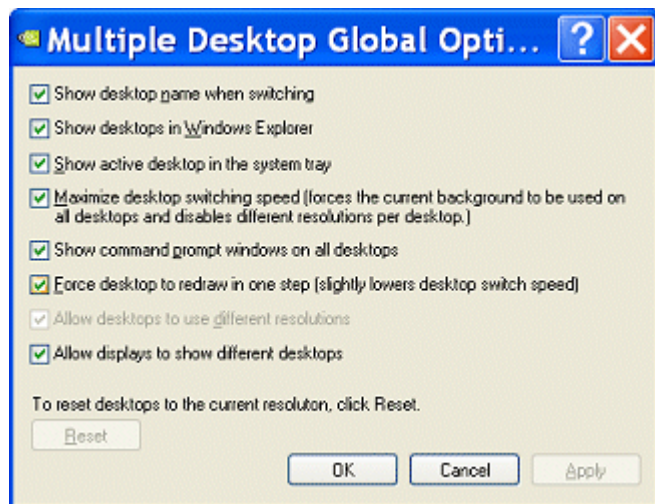 Multiple Desktop Global Opti...
Show desktop name when switching
Show desktops in Windows Explorer
Show active desktop in the system tray
Maximize desktop switching speed (forces the current background to be used on
all desktops and disables different resolutions per desktop.)
Show command prompt windows on all desktops
Force desktop to redraw in one step (slightly lowers desktop switch speed)
Allow desktops to use different resolutions
Allow displays to show different desktops
To reset desktops to the current resoluton, click Reset.
Reset
OK Cancel Apply